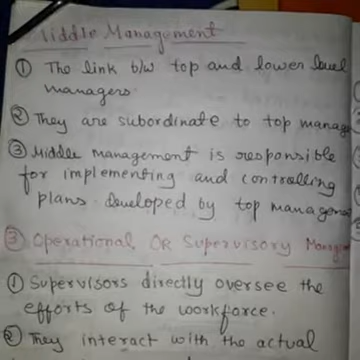 Middle Management
① The link b/w top and lower level
managers
② They are subordinate to top manage
③ Middle management is responsible
for implementing and controlling
plans developed by top manageme
③ Operational OR Supervisory Managem
① Supervisors directly oversee the
efforts of the workforce.
② They interact with the actual